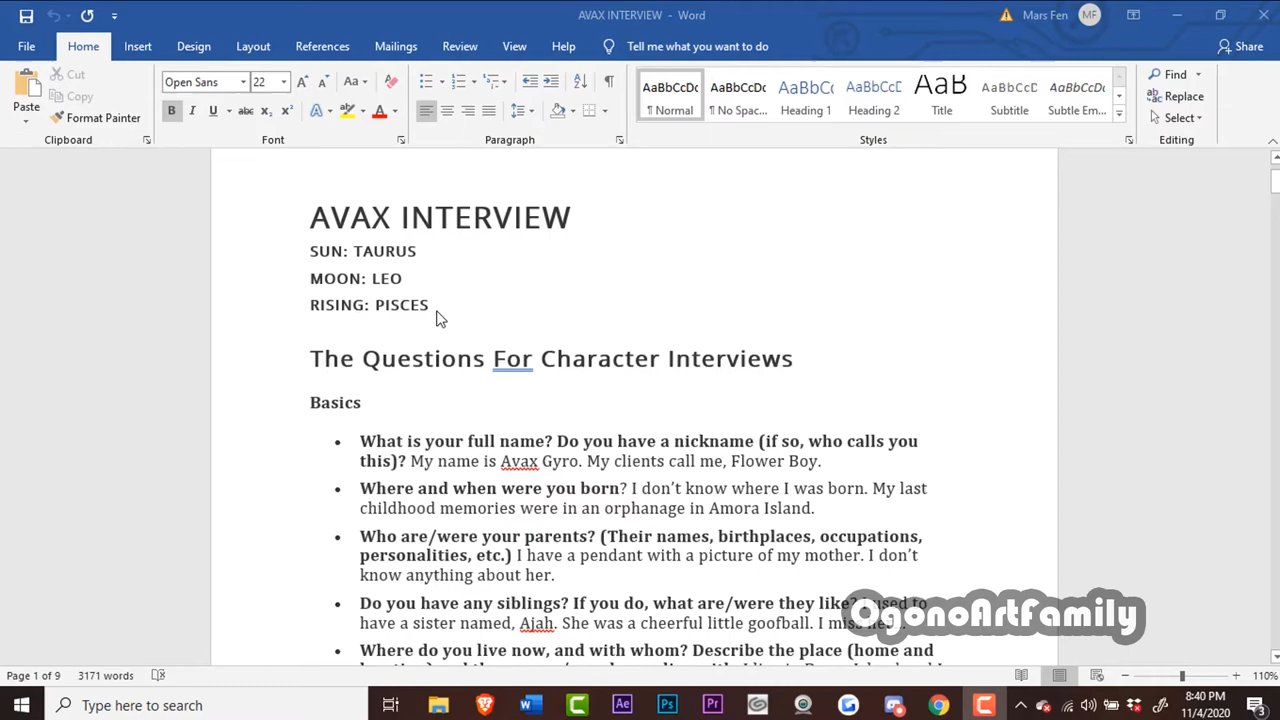 AVAX INTERVIEW - Word
Mars Fen MF
File Home Insert Design Layout References Mailings Review View Help Tell me what you want to do Share
Paste
Cut
Copy
Format Painter
Clipboard
Open Sans 22
Font
Paragraph
AaBbCcDc ¶ Normal
AaBbCcDc ¶ No Spac...
AaBbCc Heading 1
AaBbCcD Heading 2
AaB Title
AaBbCcD Subtitle
AaBbCcD Subtle Em...
Styles
Find
Replace
Select
Editing
AVAX INTERVIEW
SUN: TAURUS
MOON: LEO
RISING: PISCES
The Questions For Character Interviews
Basics
• What is your full name? Do you have a nickname (if so, who calls you
this)? My name is Avax Gyro. My clients call me, Flower Boy.
• Where and when were you born? I don't know where I was born. My last
childhood memories were in an orphanage in Amora Island.
• Who are/were your parents? (Their names, birthplaces, occupations,
personalities, etc.) I have a pendant with a picture of my mother. I don't
know anything about her.
• Do you have any siblings? If you do, what are/were they like? I used to
have a sister named, Ajah. She was a cheerful little goofball. I miss
• Where do you live now, and with whom? Describe the place (home and
OgonoArtFamily
Page 1 of 9 3171 words
110%
Type here to search
8:40 PM
11/4/2020